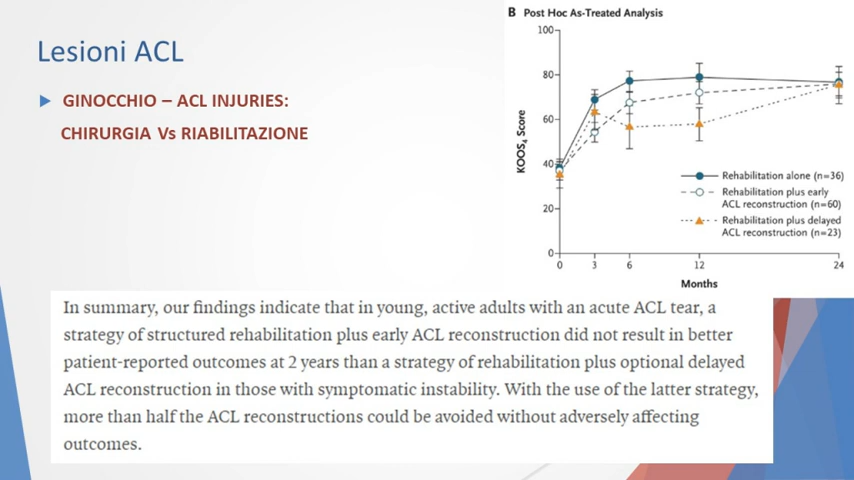 Lesioni ACL
GINOCCHIO – ACL INJURIES:
CHIRURGIA Vs RIABILITAZIONE
B Post Hoc As-Treated Analysis
KOOS₄ Score
100
80
60
40
20
0
0 3 6 12 24
Months
Rehabilitation alone (n=36)
Rehabilitation plus early
ACL reconstruction (n=60)
Rehabilitation plus delayed
ACL reconstruction (n=23)
In summary, our findings indicate that in young, active adults with an acute ACL tear, a
strategy of structured rehabilitation plus early ACL reconstruction did not result in better
patient-reported outcomes at 2 years than a strategy of rehabilitation plus optional delayed
ACL reconstruction in those with symptomatic instability. With the use of the latter strategy,
more than half the ACL reconstructions could be avoided without adversely affecting
outcomes.